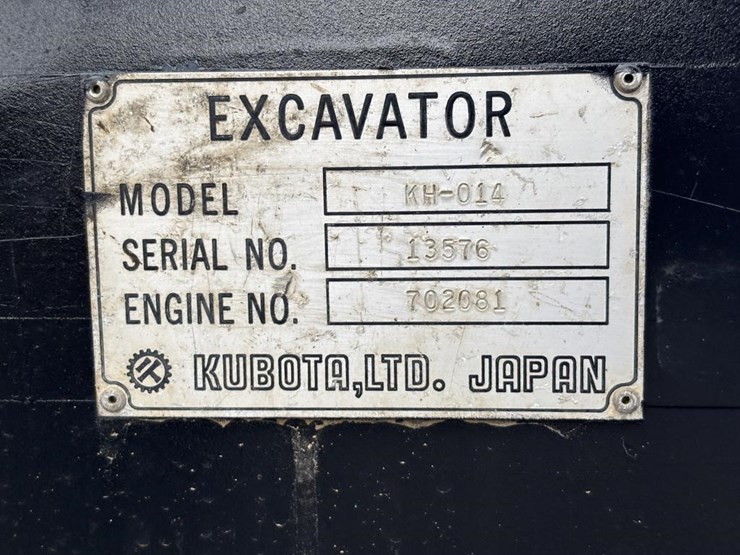 EXCAVATOR
MODEL KH-014
SERIAL NO. 13576
ENGINE NO. 702081
KUBOTA,LTD. JAPAN